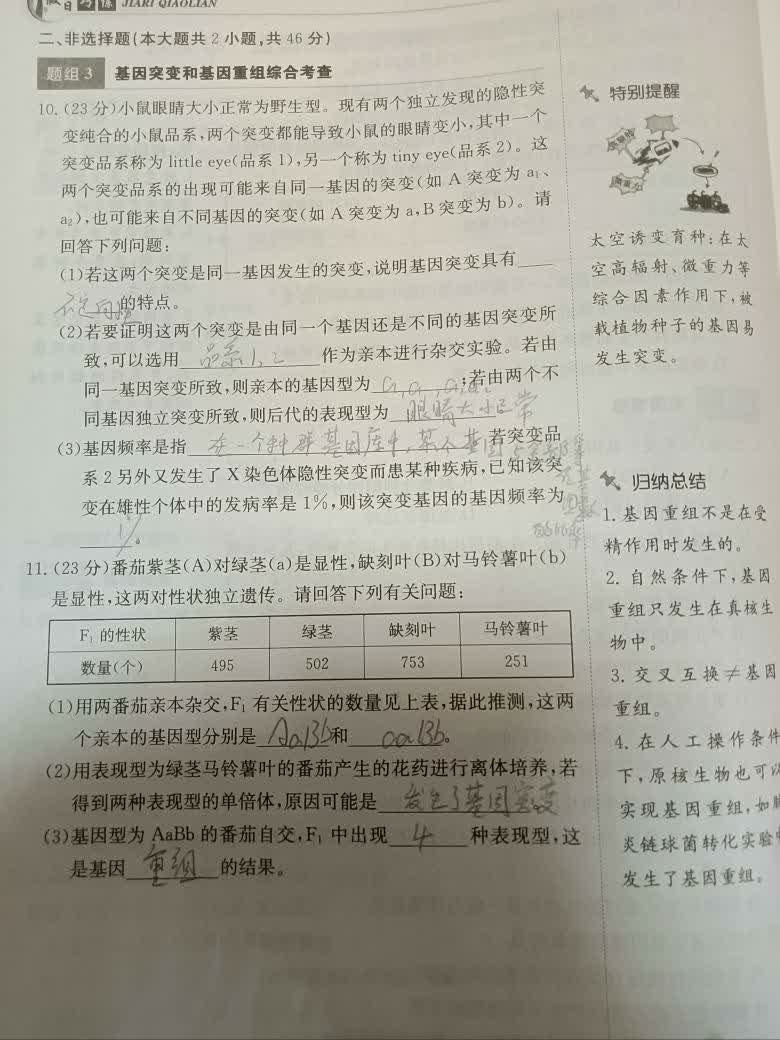 假日巧练 JIARI QIAOLIAN
二、非选择题(本大题共 2 小题,共 46 分)
题组 3 基因突变和基因重组综合考查
10. (23 分)小鼠眼睛大小正常为野生型。现有两个独立发现的隐性突
变纯合的小鼠品系,两个突变都能导致小鼠的眼睛变小,其中一个
突变品系称为 little eye(品系 1),另一个称为 tiny eye(品系 2)。这
两个突变品系的出现可能来自同一基因的突变(如 A 突变为 a₁、
a₂),也可能来自不同基因的突变(如 A 突变为 a,B 突变为 b)。请
回答下列问题:
(1)若这两个突变是同一基因发生的突变,说明基因突变具有____
不定向性的特点。
(2)若要证明这两个突变是由同一个基因还是不同的基因突变所
致,可以选用 品系1、2 作为亲本进行杂交实验。若由
同一基因突变所致,则亲本的基因型为 a₁a₁、a₂a₂;若由两个不
同基因独立突变所致,则后代的表现型为 眼睛大小正常
(3)基因频率是指 在一个种群基因库中,某个基因 若突变品
占全部等
系 2 另外又发生了 X 染色体隐性突变而患某种疾病,已知该突
位基
变在雄性个体中的发病率是 1%,则该突变基因的基因频率为
因数
的比率
1%。
11. (23 分)番茄紫茎(A)对绿茎(a)是显性,缺刻叶(B)对马铃薯叶(b)
是显性,这两对性状独立遗传。请回答下列有关问题:
F₁ 的性状 紫茎 绿茎 缺刻叶 马铃薯叶
数量(个) 495 502 753 251
(1)用两番茄亲本杂交,F₁ 有关性状的数量见上表,据此推测,这两
个亲本的基因型分别是 AaBb 和 aaBb。
(2)用表现型为绿茎马铃薯叶的番茄产生的花药进行离体培养,若
得到两种表现型的单倍体,原因可能是 发生了基因突变
(3)基因型为 AaBb 的番茄自交,F₁ 中出现 4 种表现型,这
是基因 重组 的结果。
特别提醒
太空诱变育种:在太
空高辐射、微重力等
综合因素作用下,被
载植物种子的基因易
发生突变。
归纳总结
1. 基因重组不是在受
精作用时发生的。
2. 自然条件下,基因
重组只发生在真核生
物中。
3. 交叉互换≠基因
重组。
4. 在人工操作条件
下,原核生物也可以
实现基因重组,如肺
炎链球菌转化实验中
发生了基因重组。